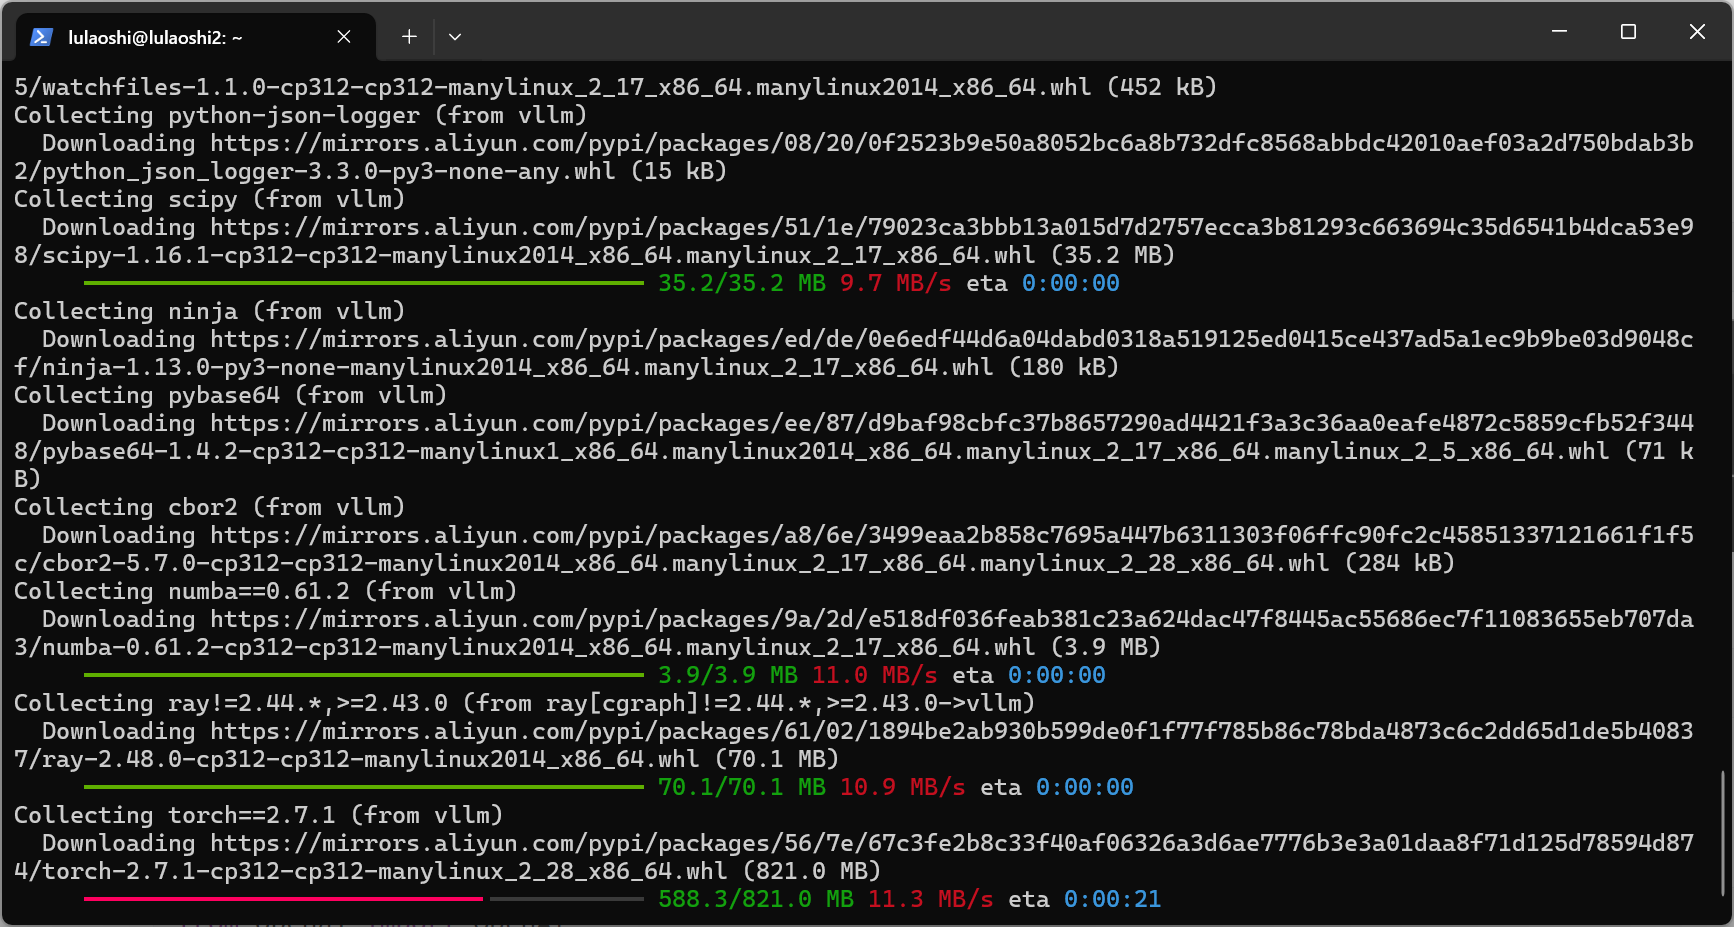 lulaoshi@lulaoshi2: ~
5/watchfiles-1.1.0-cp312-cp312-manylinux_2_17_x86_64.manylinux2014_x86_64.whl (452 kB)
Collecting python-json-logger (from vllm)
  Downloading https://mirrors.aliyun.com/pypi/packages/08/20/0f2523b9e50a8052bc6a8b732dfc8568abbdc42010aef03a2d750bdab3b
2/python_json_logger-3.3.0-py3-none-any.whl (15 kB)
Collecting scipy (from vllm)
  Downloading https://mirrors.aliyun.com/pypi/packages/51/1e/79023ca3bbb13a015d7d2757ecca3b81293c663694c35d6541b4dca53e9
8/scipy-1.16.1-cp312-cp312-manylinux2014_x86_64.manylinux_2_17_x86_64.whl (35.2 MB)
35.2/35.2 MB 9.7 MB/s eta 0:00:00
Collecting ninja (from vllm)
  Downloading https://mirrors.aliyun.com/pypi/packages/ed/de/0e6edf44d6a04dabd0318a519125ed0415ce437ad5a1ec9b9be03d9048c
f/ninja-1.13.0-py3-none-manylinux2014_x86_64.manylinux_2_17_x86_64.whl (180 kB)
Collecting pybase64 (from vllm)
  Downloading https://mirrors.aliyun.com/pypi/packages/ee/87/d9baf98cbfc37b8657290ad4421f3a3c36aa0eafe4872c5859cfb52f344
8/pybase64-1.4.2-cp312-cp312-manylinux1_x86_64.manylinux2014_x86_64.manylinux_2_17_x86_64.manylinux_2_5_x86_64.whl (71 k
B)
Collecting cbor2 (from vllm)
  Downloading https://mirrors.aliyun.com/pypi/packages/a8/6e/3499eaa2b858c7695a447b6311303f06ffc90fc2c45851337121661f1f5
c/cbor2-5.7.0-cp312-cp312-manylinux2014_x86_64.manylinux_2_17_x86_64.manylinux_2_28_x86_64.whl (284 kB)
Collecting numba==0.61.2 (from vllm)
  Downloading https://mirrors.aliyun.com/pypi/packages/9a/2d/e518df036feab381c23a624dac47f8445ac55686ec7f11083655eb707da
3/numba-0.61.2-cp312-cp312-manylinux2014_x86_64.manylinux_2_17_x86_64.whl (3.9 MB)
3.9/3.9 MB 11.0 MB/s eta 0:00:00
Collecting ray!=2.44.*,>=2.43.0 (from ray[cgraph]!=2.44.*,>=2.43.0->vllm)
  Downloading https://mirrors.aliyun.com/pypi/packages/61/02/1894be2ab930b599de0f1f77f785b86c78bda4873c6c2dd65d1de5b4083
7/ray-2.48.0-cp312-cp312-manylinux2014_x86_64.whl (70.1 MB)
70.1/70.1 MB 10.9 MB/s eta 0:00:00
Collecting torch==2.7.1 (from vllm)
  Downloading https://mirrors.aliyun.com/pypi/packages/56/7e/67c3fe2b8c33f40af06326a3d6ae7776b3e3a01daa8f71d125d78594d87
4/torch-2.7.1-cp312-cp312-manylinux_2_28_x86_64.whl (821.0 MB)
588.3/821.0 MB 11.3 MB/s eta 0:00:21